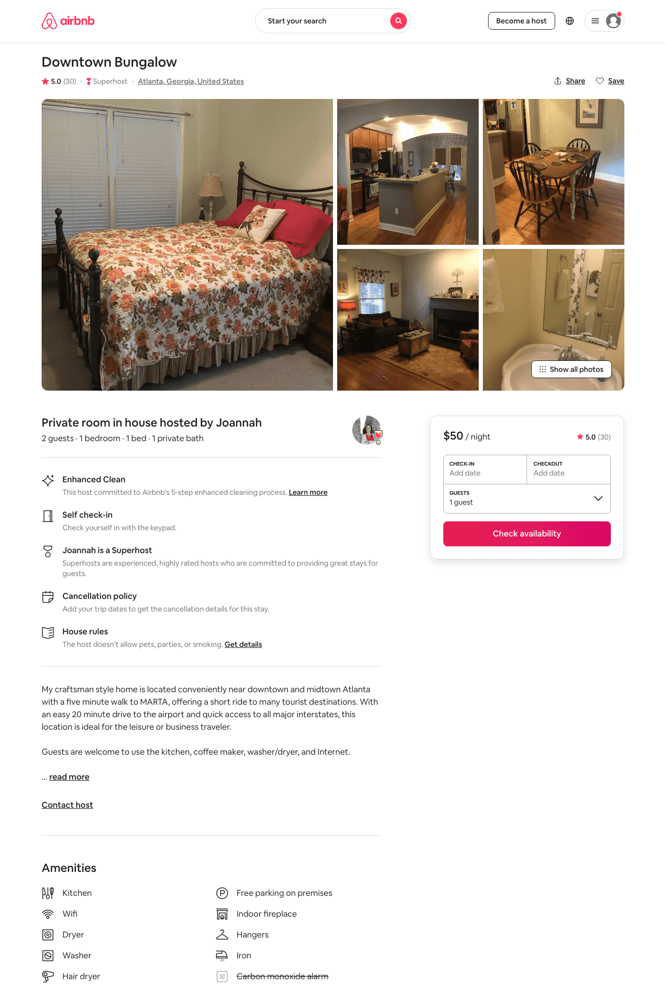 airbnb
Start your search
Become a host
Downtown Bungalow
5.0 (30) · Superhost · Atlanta, Georgia, United States
Share
Save
Show all photos
Private room in house hosted by Joannah
2 guests · 1 bedroom · 1 bed · 1 private bath
Enhanced Clean
This host committed to Airbnb's 5-step enhanced cleaning process. Learn more
Self check-in
Check yourself in with the keypad.
Joannah is a Superhost
Superhosts are experienced, highly rated hosts who are committed to providing great stays for
guests.
Cancellation policy
Add your trip dates to get the cancellation details for this stay.
House rules
The host doesn't allow pets, parties, or smoking. Get details
$50 / night
5.0 (30)
CHECK-IN
Add date
CHECKOUT
Add date
GUESTS
1 guest
Check availability
My craftsman style home is located conveniently near downtown and midtown Atlanta
with a five minute walk to MARTA, offering a short ride to many tourist destinations. With
an easy 20 minute drive to the airport and quick access to all major interstates, this
location is ideal for the leisure or business traveler.
Guests are welcome to use the kitchen, coffee maker, washer/dryer, and Internet.
... read more
Contact host
Amenities
Kitchen
Free parking on premises
Wifi
Indoor fireplace
Dryer
Hangers
Washer
Iron
Hair dryer
Carbon monoxide alarm